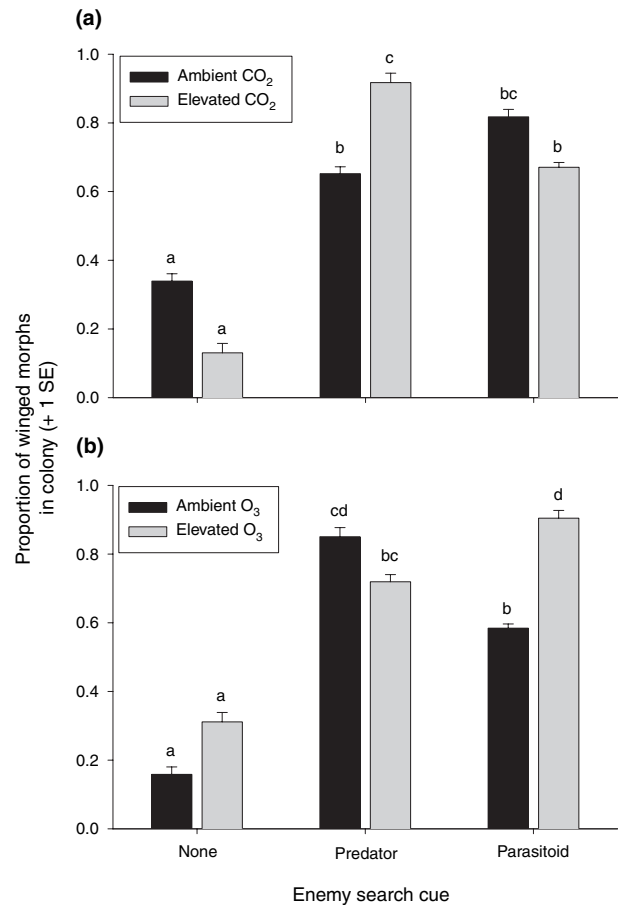 (a)
1.0
0.8
0.6
0.4
0.2
0.0
Ambient CO₂
Elevated CO₂
a
a
b
c
bc
b
Proportion of winged morphs
in colony (+ 1 SE)
(b)
1.0
0.8
0.6
0.4
0.2
0.0
Ambient O₃
Elevated O₃
a
a
cd
bc
b
d
None Predator Parasitoid
Enemy search cue